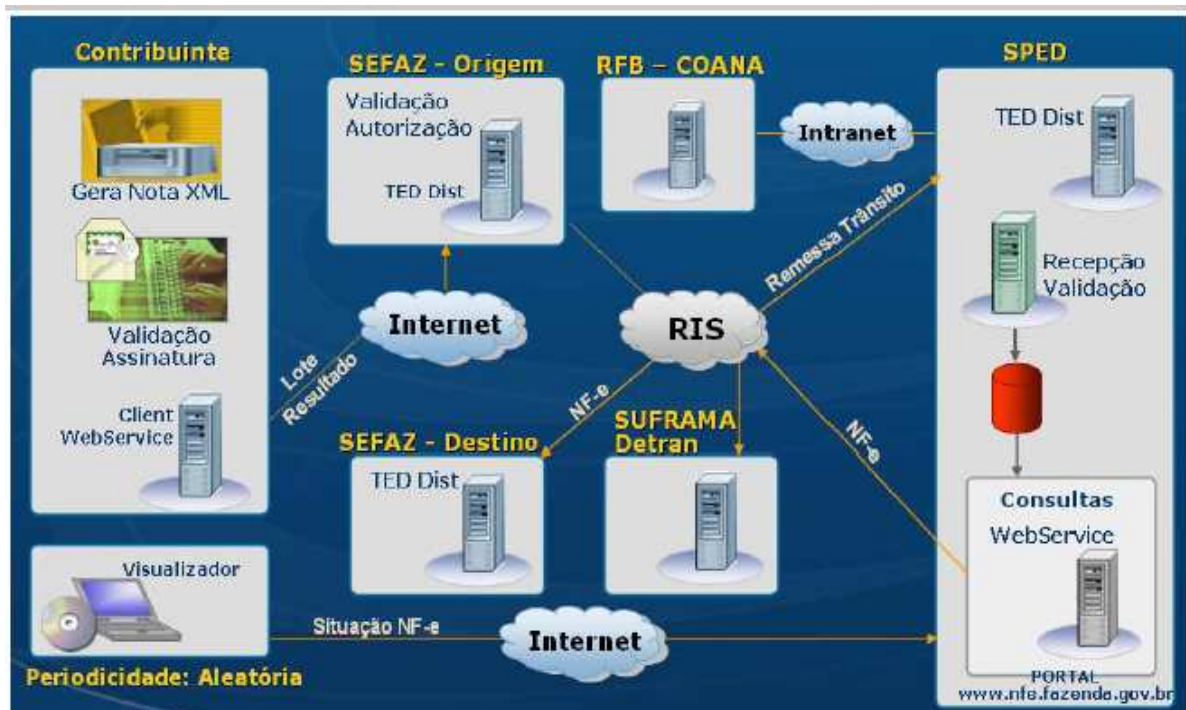 Contribuinte
Gera Nota XML
Validação
Assinatura
Client
WebService
SEFAZ - Origem
Validação
Autorização
TED Dist
RFB – COANA
Intranet
SPED
TED Dist
Recepção
Validação
Internet
Lote
Resultado
RIS
Remessa Trânsito
NF-e
NF-e
SEFAZ - Destino
TED Dist
SUFRAMA
Detran
Consultas
WebService
PORTAL
www.nfe.fazenda.gov.br
Visualizador
Situação NF-e
Internet
Periodicidade: Aleatória